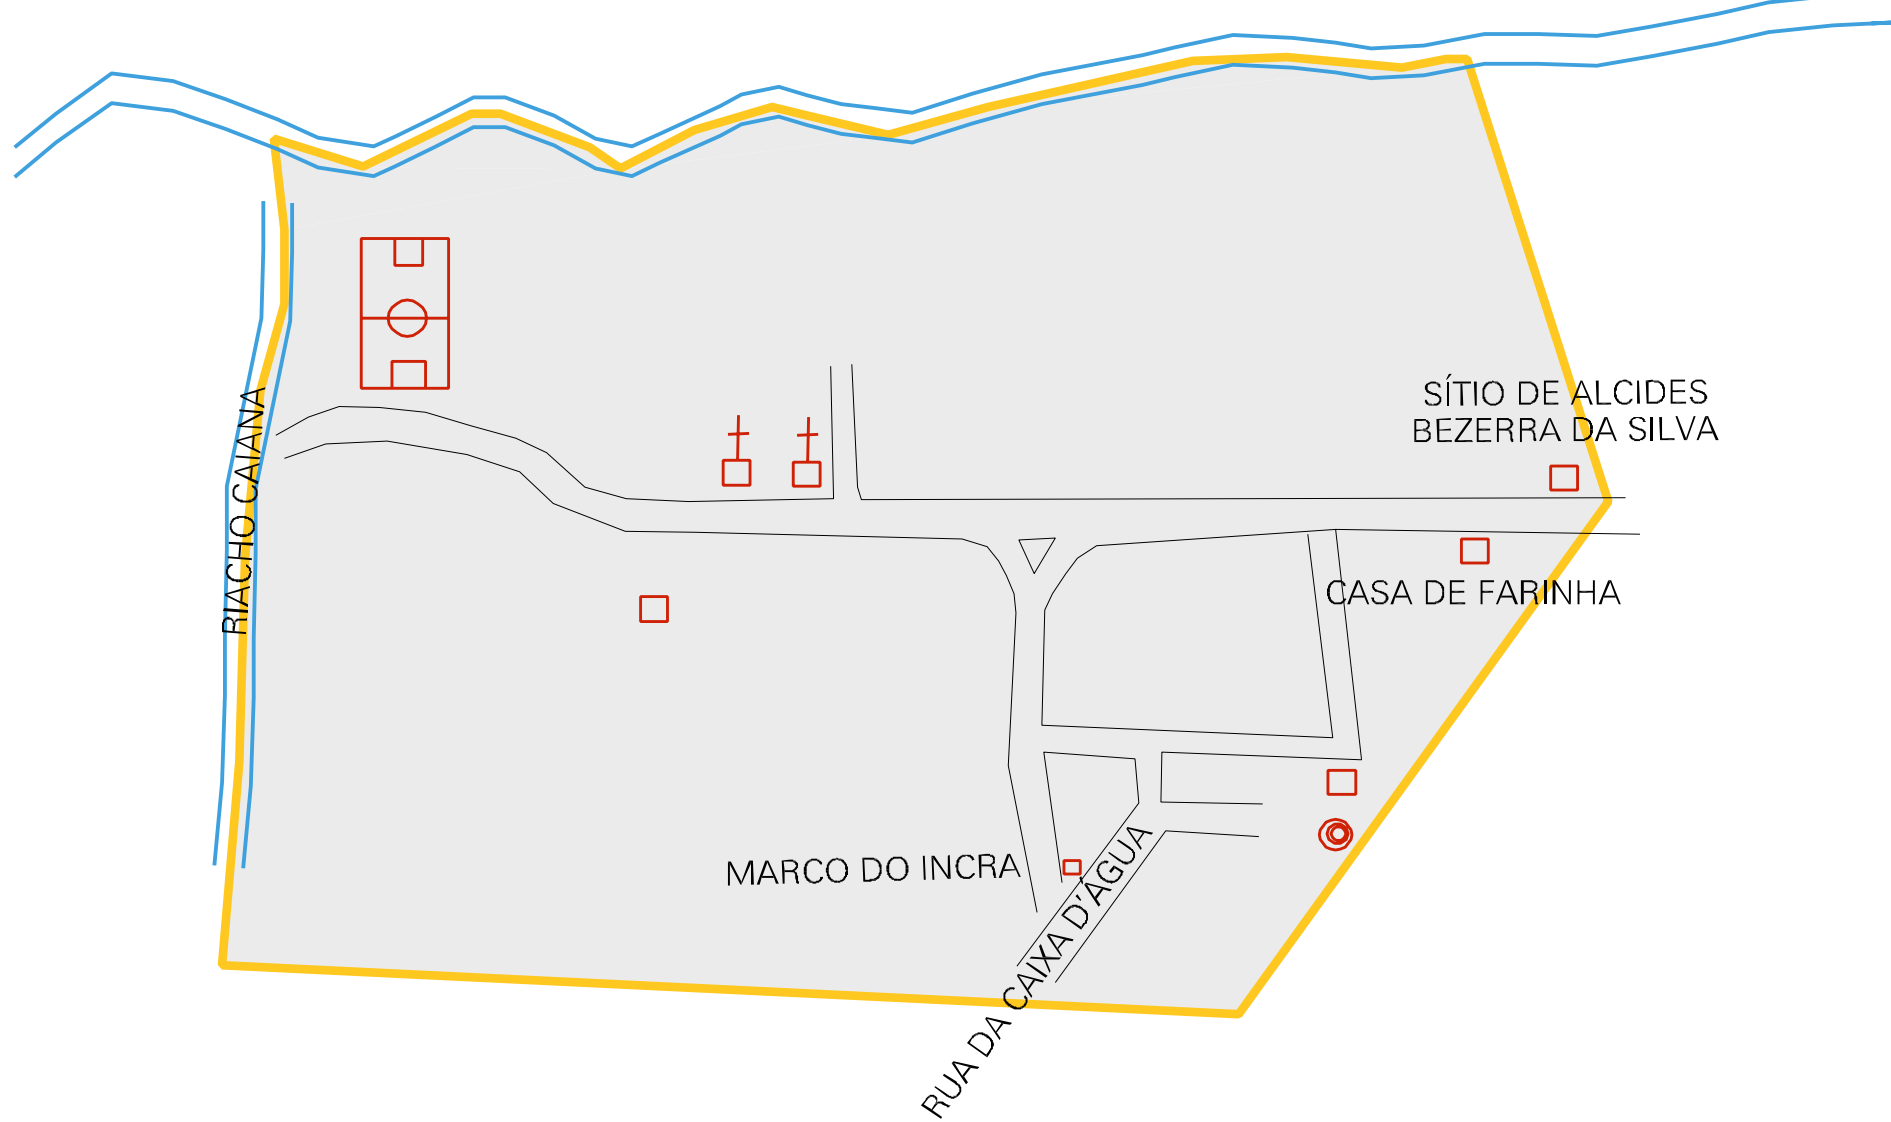 SÍTIO DE ALCIDES
BEZERRA DA SILVA
RIACHO CAIANA
CASA DE FARINHA
MARCO DO INCRA
RUA DA CAIXA D'ÁGUA